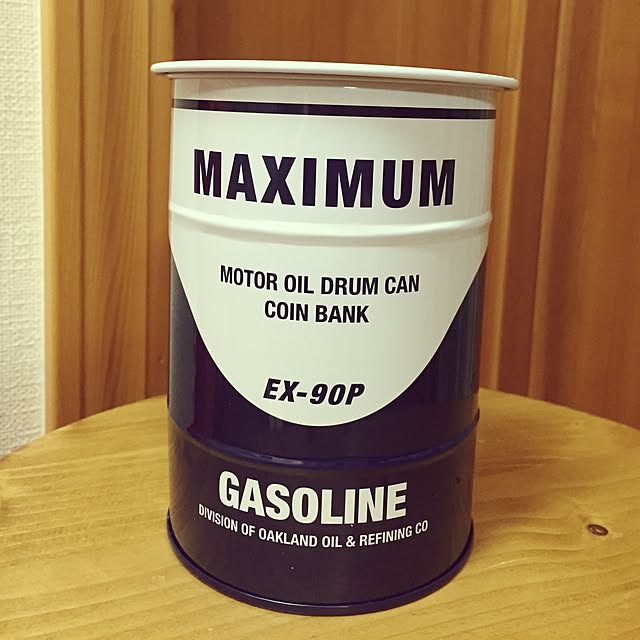 MAXIMUM
MOTOR OIL DRUM CAN
COIN BANK
EX-90P
GASOLINE
DIVISION OF OAKLAND OIL & REFINING CO